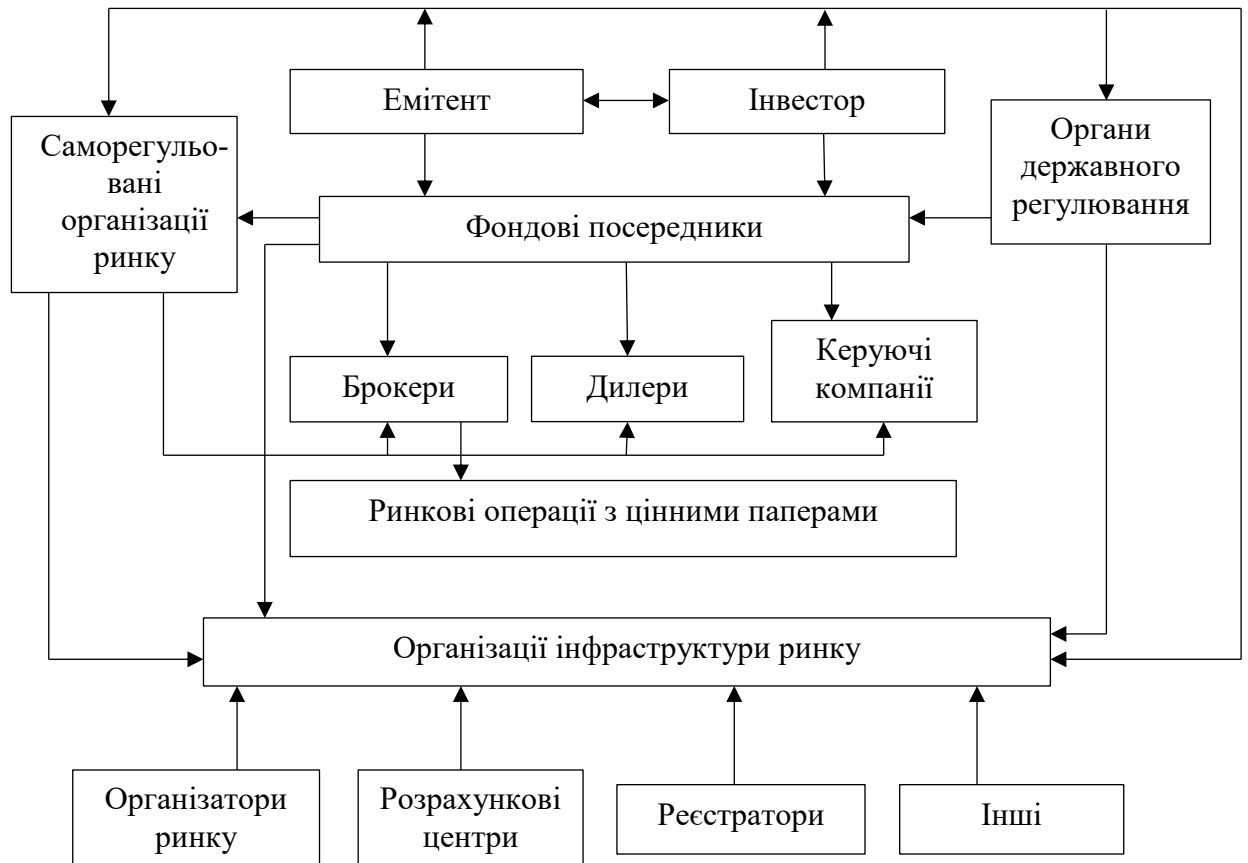 Емітент
Інвестор
Саморегульо-
вані
організації
ринку
Органи
державного
регулювання
Фондові посередники
Брокери
Дилери
Керуючі
компанії
Ринкові операції з цінними паперами
Організації інфраструктури ринку
Організатори
ринку
Розрахункові
центри
Реєстратори
Інші